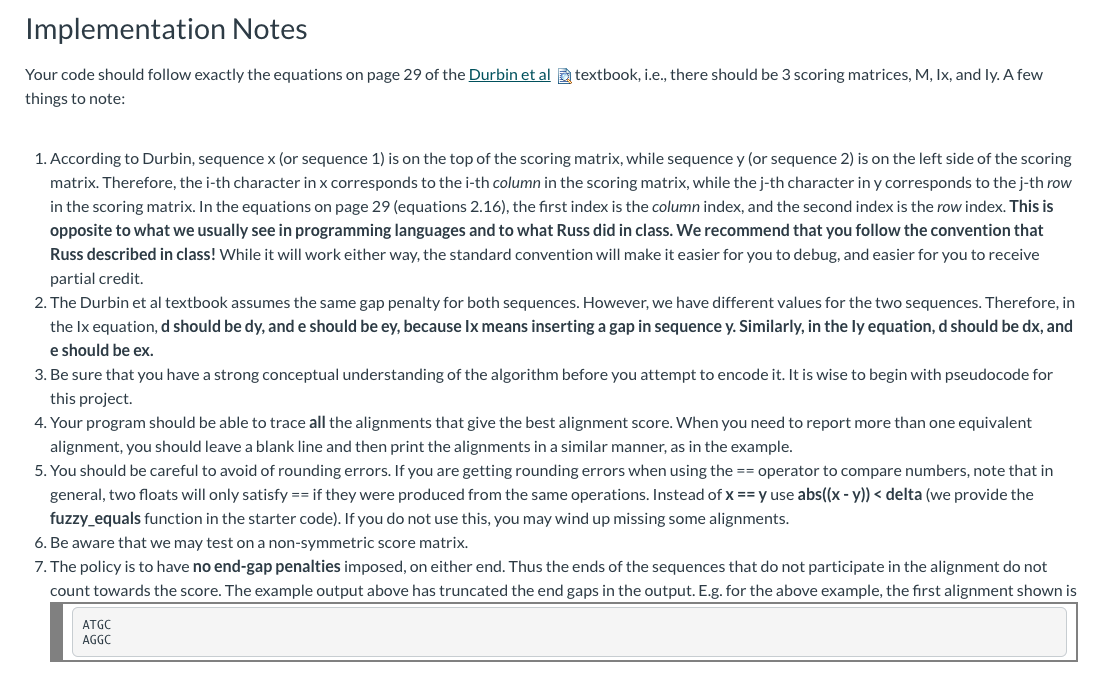 Implementation Notes
Your code should follow exactly the equations on page 29 of the Durbin et al textbook, i.e., there should be 3 scoring matrices, M, Ix, and Iy. A few
things to note:
1. According to Durbin, sequence x (or sequence 1) is on the top of the scoring matrix, while sequence y (or sequence 2) is on the left side of the scoring
matrix. Therefore, the i-th character in x corresponds to the i-th column in the scoring matrix, while the j-th character in y corresponds to the j-th row
in the scoring matrix. In the equations on page 29 (equations 2.16), the first index is the column index, and the second index is the row index. This is
opposite to what we usually see in programming languages and to what Russ did in class. We recommend that you follow the convention that
Russ described in class! While it will work either way, the standard convention will make it easier for you to debug, and easier for you to receive
partial credit.
2. The Durbin et al textbook assumes the same gap penalty for both sequences. However, we have different values for the two sequences. Therefore, in
the Ix equation, d should be dy, and e should be ey, because Ix means inserting a gap in sequence y. Similarly, in the Iy equation, d should be dx, and
e should be ex.
3. Be sure that you have a strong conceptual understanding of the algorithm before you attempt to encode it. It is wise to begin with pseudocode for
this project.
4. Your program should be able to trace all the alignments that give the best alignment score. When you need to report more than one equivalent
alignment, you should leave a blank line and then print the alignments in a similar manner, as in the example.
5. You should be careful to avoid of rounding errors. If you are getting rounding errors when using the == operator to compare numbers, note that in
general, two floats will only satisfy == if they were produced from the same operations. Instead of x == y use abs((x - y)) < delta (we provide the
fuzzy_equals function in the starter code). If you do not use this, you may wind up missing some alignments.
6. Be aware that we may test on a non-symmetric score matrix.
7. The policy is to have no end-gap penalties imposed, on either end. Thus the ends of the sequences that do not participate in the alignment do not
count towards the score. The example output above has truncated the end gaps in the output. E.g. for the above example, the first alignment shown is
ATGC
AGGC